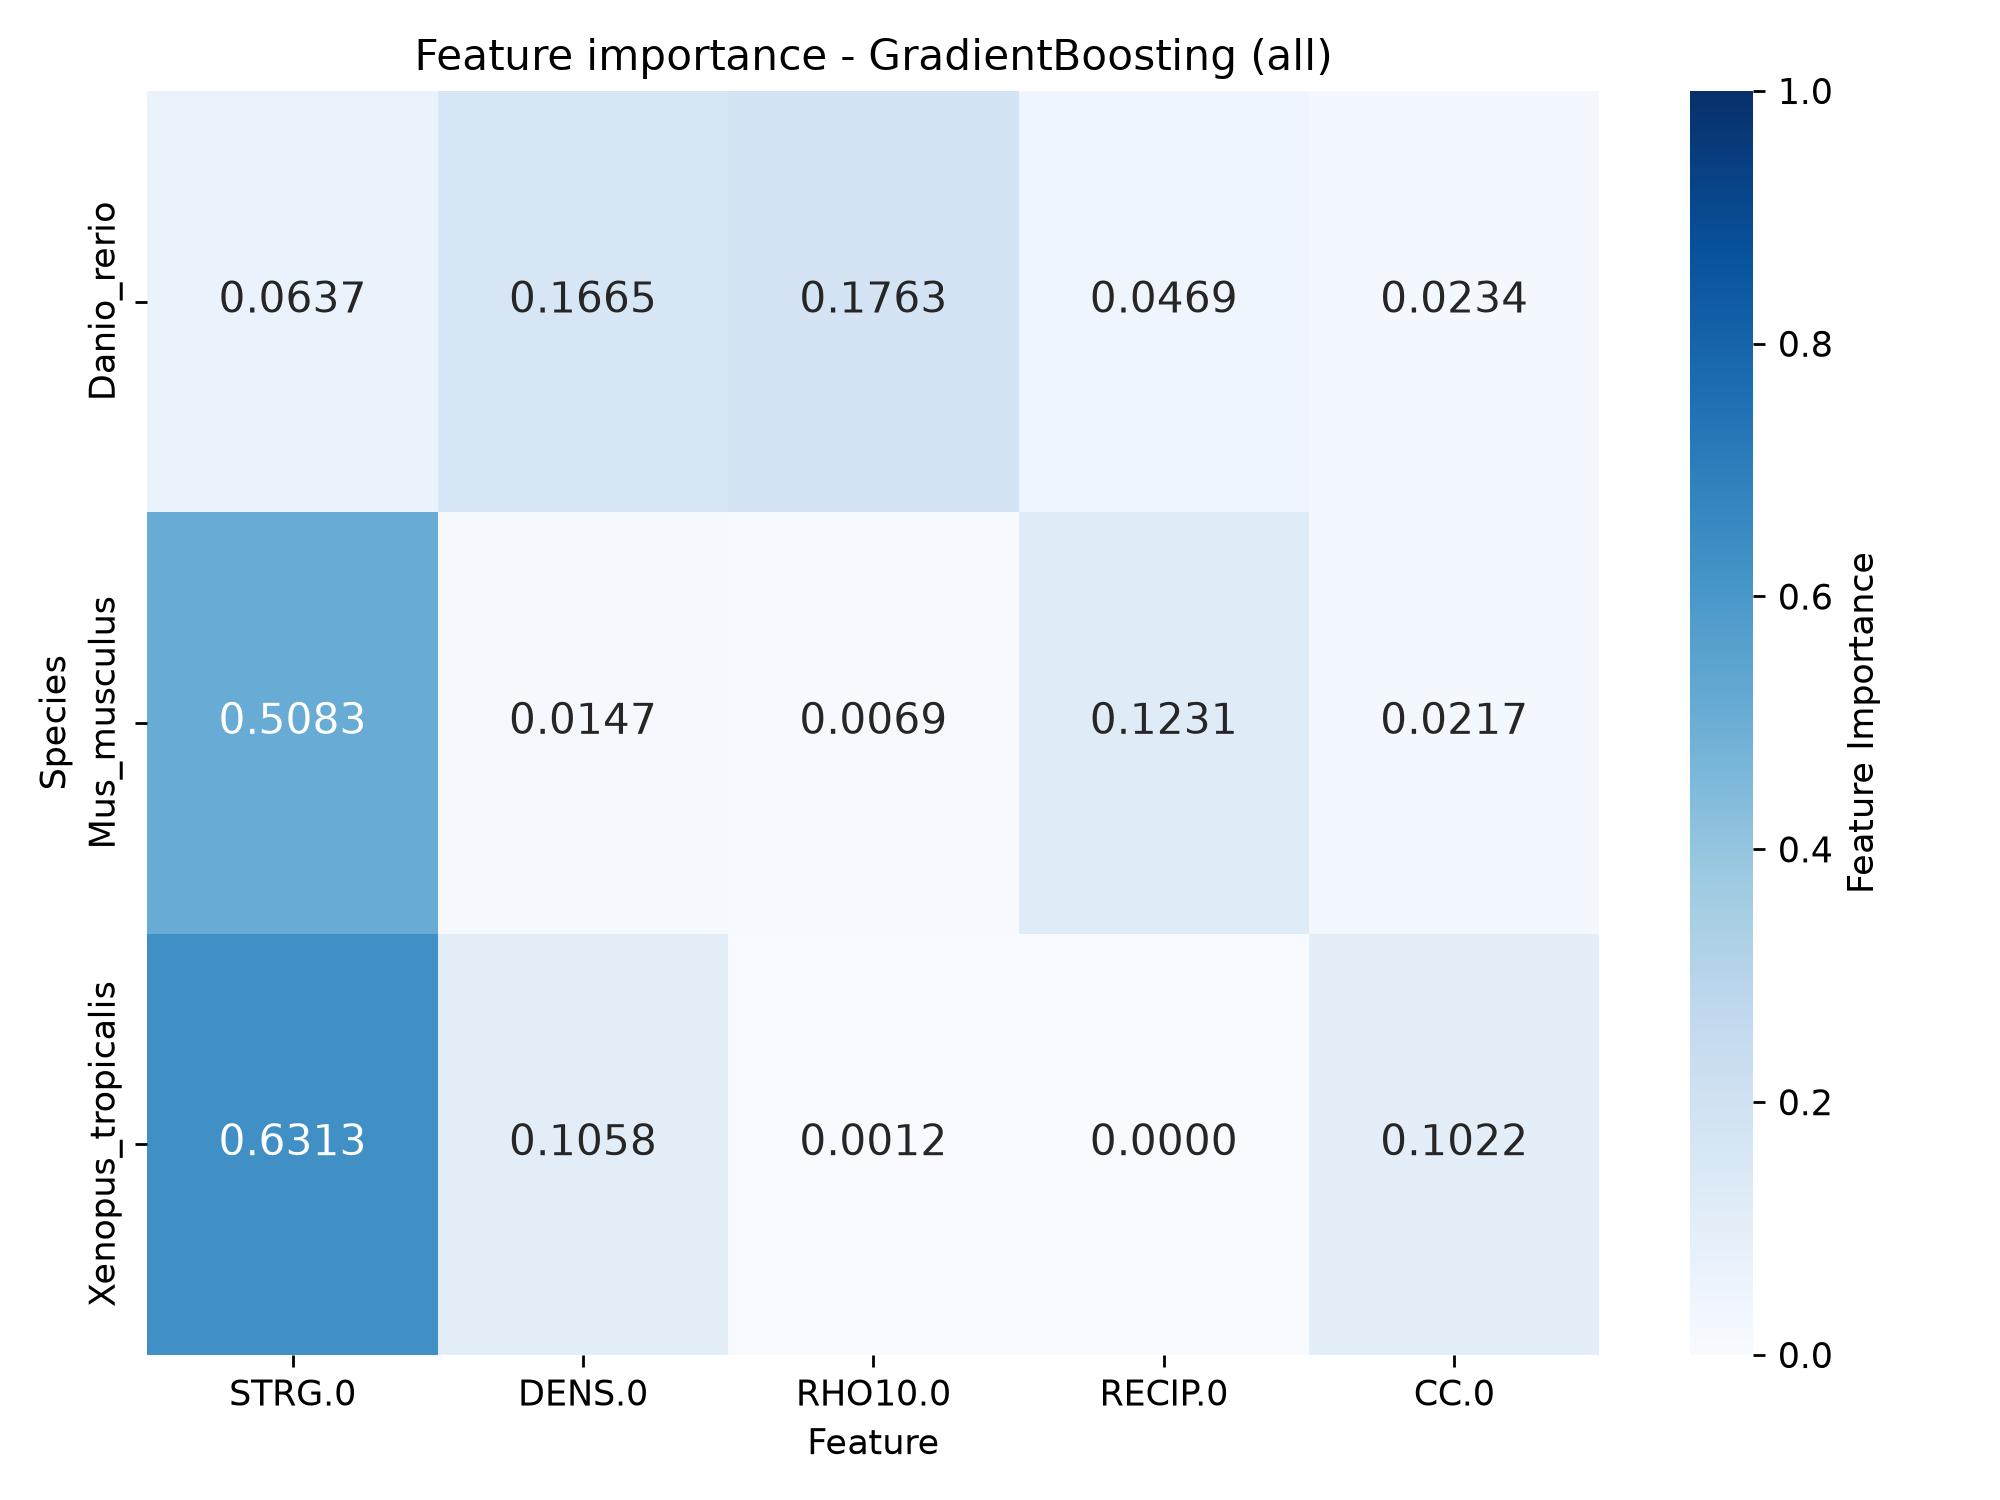 Feature importance - GradientBoosting (all)
Species
Danio_rerio
0.0637 0.1665 0.1763 0.0469 0.0234
Mus_musculus
0.5083 0.0147 0.0069 0.1231 0.0217
Xenopus_tropicalis
0.6313 0.1058 0.0012 0.0000 0.1022
STRG.0 DENS.0 RHO10.0 RECIP.0 CC.0
Feature
1.0
0.8
0.6
0.4
0.2
0.0
Feature Importance